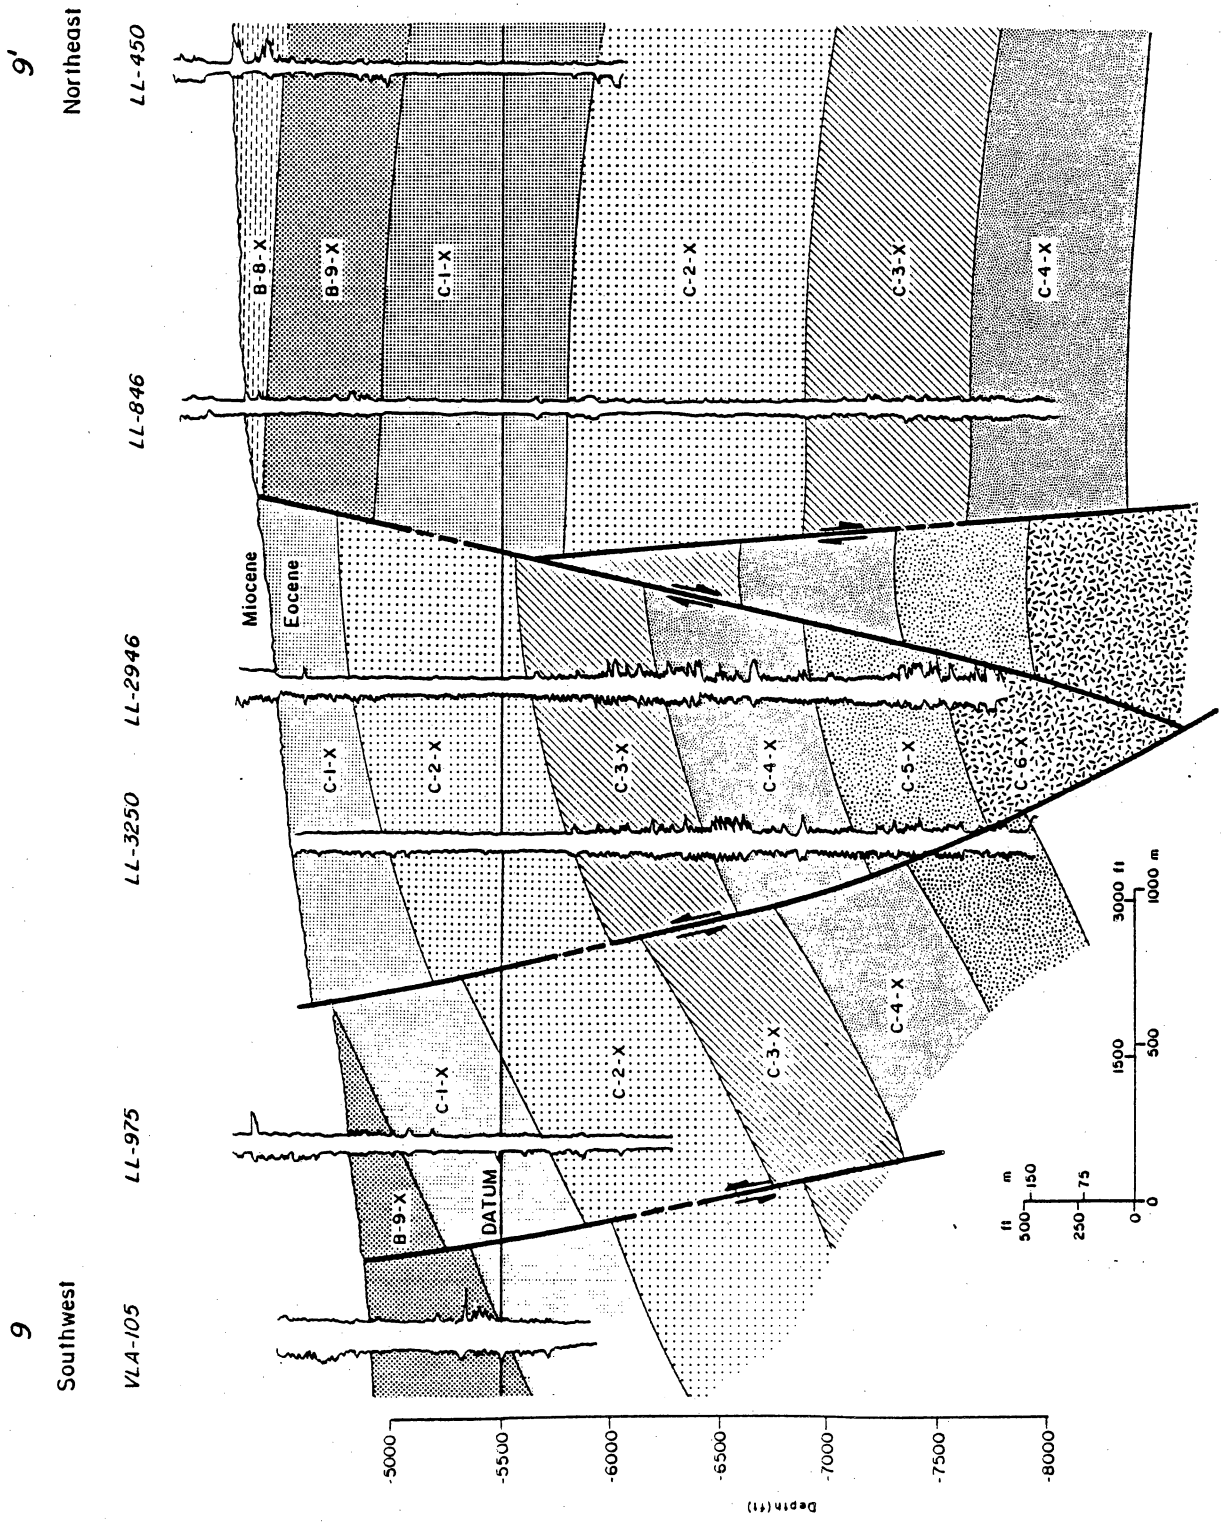 9
9'
Southwest
Northeast
VLA-105
LL-975
LL-3250
LL-2946
LL-846
LL-450
Miocene
Eocene
B-8-X
B-9-X
C-1-X
C-2-X
C-3-X
C-4-X
C-1-X
C-2-X
C-3-X
C-4-X
C-5-X
C-6-X
B-9-X
C-1-X
C-2-X
C-3-X
C-4-X
DATUM
Depth (ft)
-5000
-5500
-6000
-6500
-7000
-7500
-8000
ft m
500 150
250 75
0
0
1500
500
3000 ft
1000 m